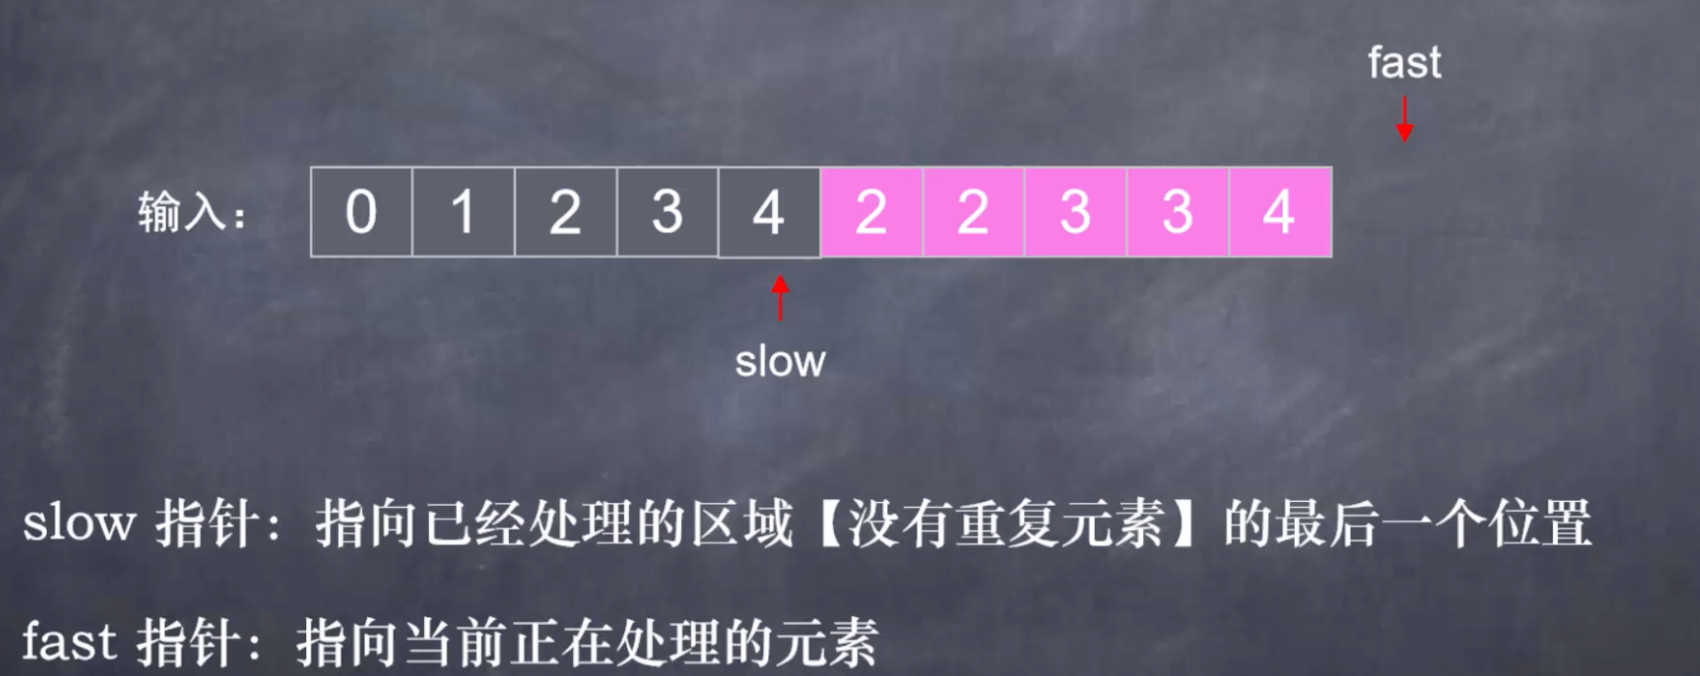 fast
输入： 0 1 2 3 4 2 2 3 3 4
slow
slow 指针：指向已经处理的区域【没有重复元素】的最后一个位置
fast 指针：指向当前正在处理的元素